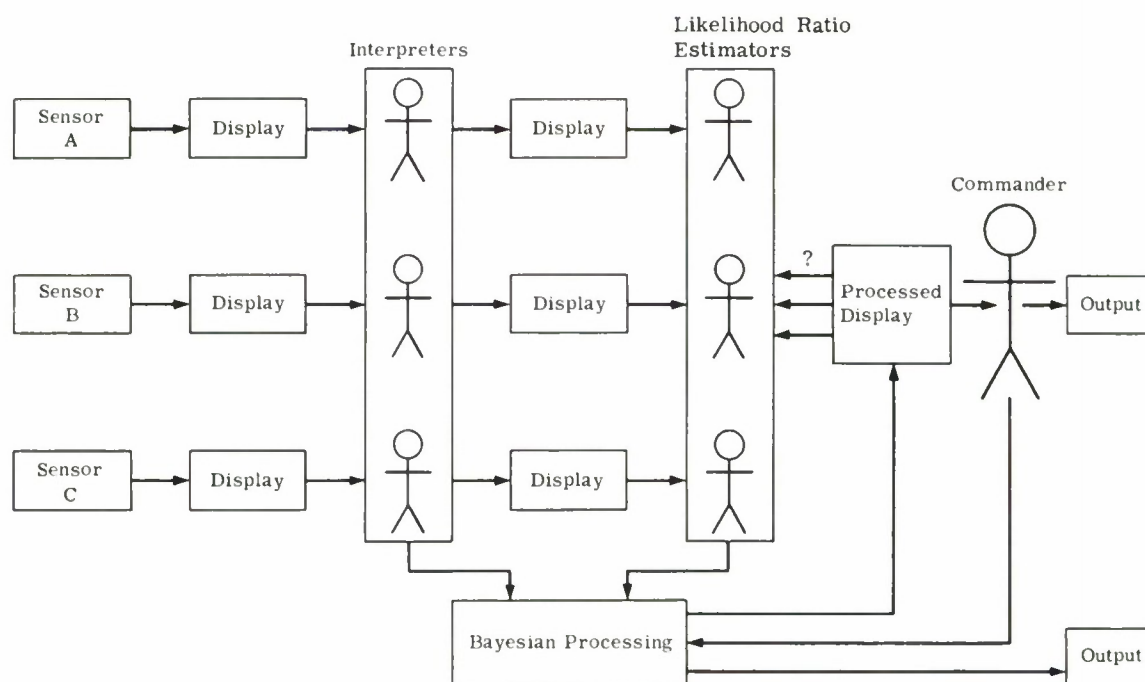 Likelihood Ratio
Estimators
Interpreters
Sensor
A
Display
Display
Commander
?
Sensor
B
Display
Display
Processed
Display
Output
Sensor
C
Display
Display
Bayesian Processing
Output